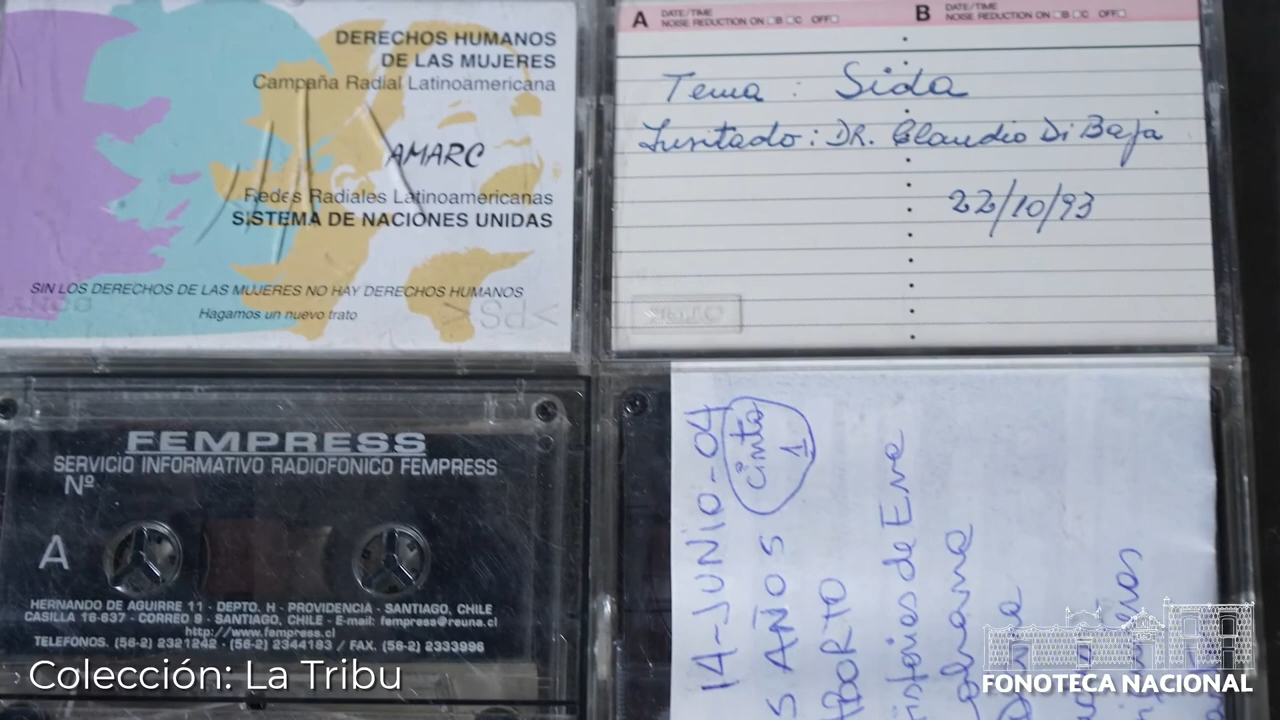 DERECHOS HUMANOS
DE LAS MUJERES
Campaña Radial Latinoamericana
AMARC
Redes Radiales Latinoamericanas
SISTEMA DE NACIONES UNIDAS
SIN LOS DERECHOS DE LAS MUJERES NO HAY DERECHOS HUMANOS
Hagamos un nuevo trato
>PS<
A DATE/TIME
NOISE REDUCTION ON □B □C OFF□
B DATE/TIME
NOISE REDUCTION ON □B □C OFF□
Tema : Sida
Invitado : DR. Claudio Di Baja
22/10/93
FEMPRESS
SERVICIO INFORMATIVO RADIOFONICO FEMPRESS
Nº
A
HERNANDO DE AGUIRRE 11 - DEPTO. H - PROVIDENCIA - SANTIAGO, CHILE
CASILLA 16-637 - CORREO 9 - SANTIAGO, CHILE - E-mail: fempress@reuna.cl
http://www.fempress.cl
TELEFONOS. (56-2) 2321242 - (56-2) 2344183 / FAX. (56-2) 2333996
14-JUNIO-04
cinta 1
S AÑOS
ABORTO
de Eva
Colección: La Tribu
FONOTECA NACIONAL